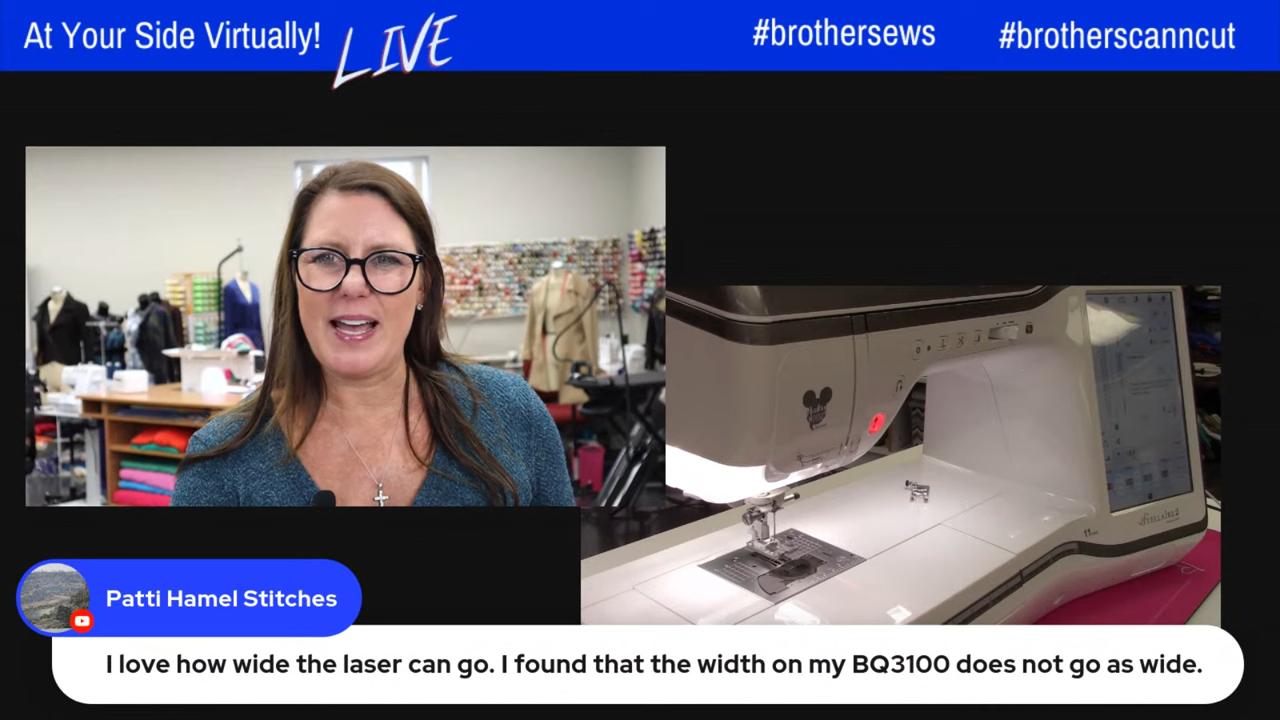 At Your Side Virtually! LIVE
#brothersews
#brotherscanncut
Patti Hamel Stitches
I love how wide the laser can go. I found that the width on my BQ3100 does not go as wide.